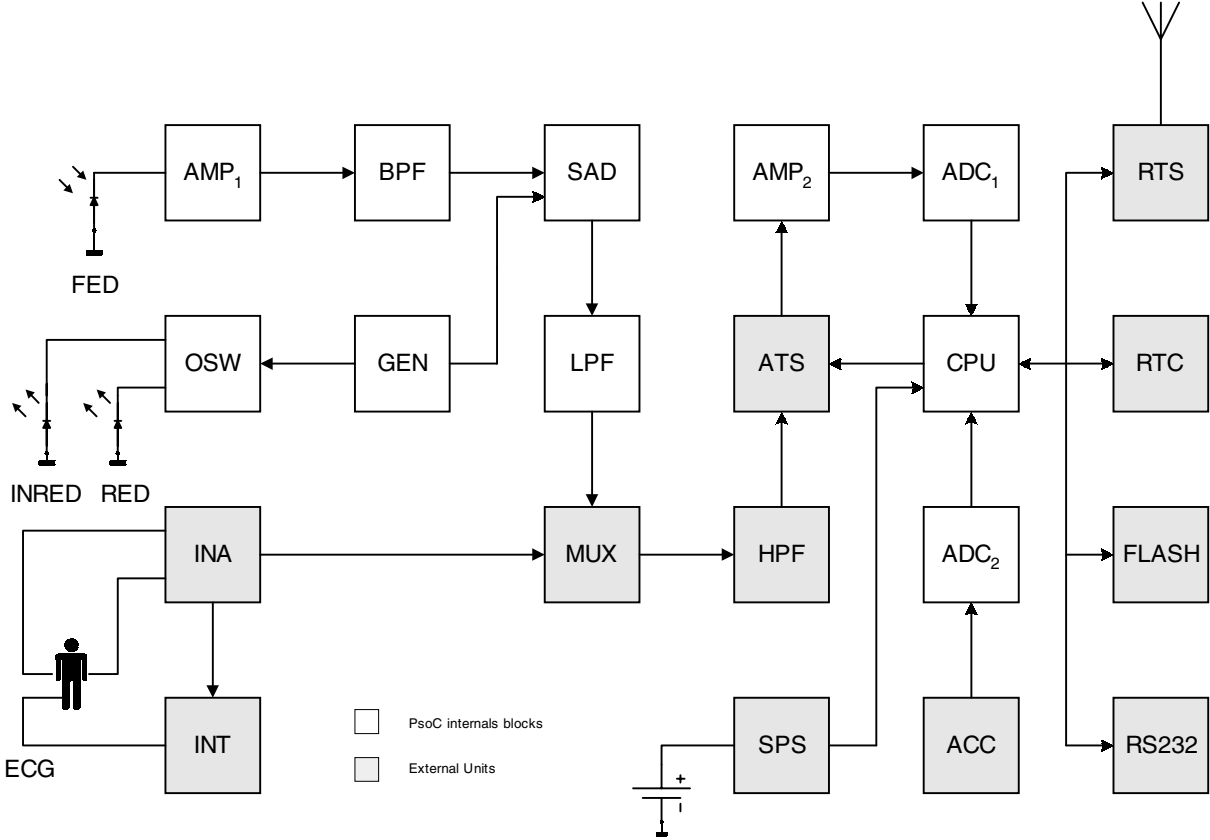 AMP1
BPF
SAD
AMP2
ADC1
RTS
FED
OSW
GEN
LPF
ATS
CPU
RTC
INRED
RED
INA
MUX
HPF
ADC2
FLASH
INT
PsoC internals blocks
External Units
SPS
ACC
RS232
ECG
+